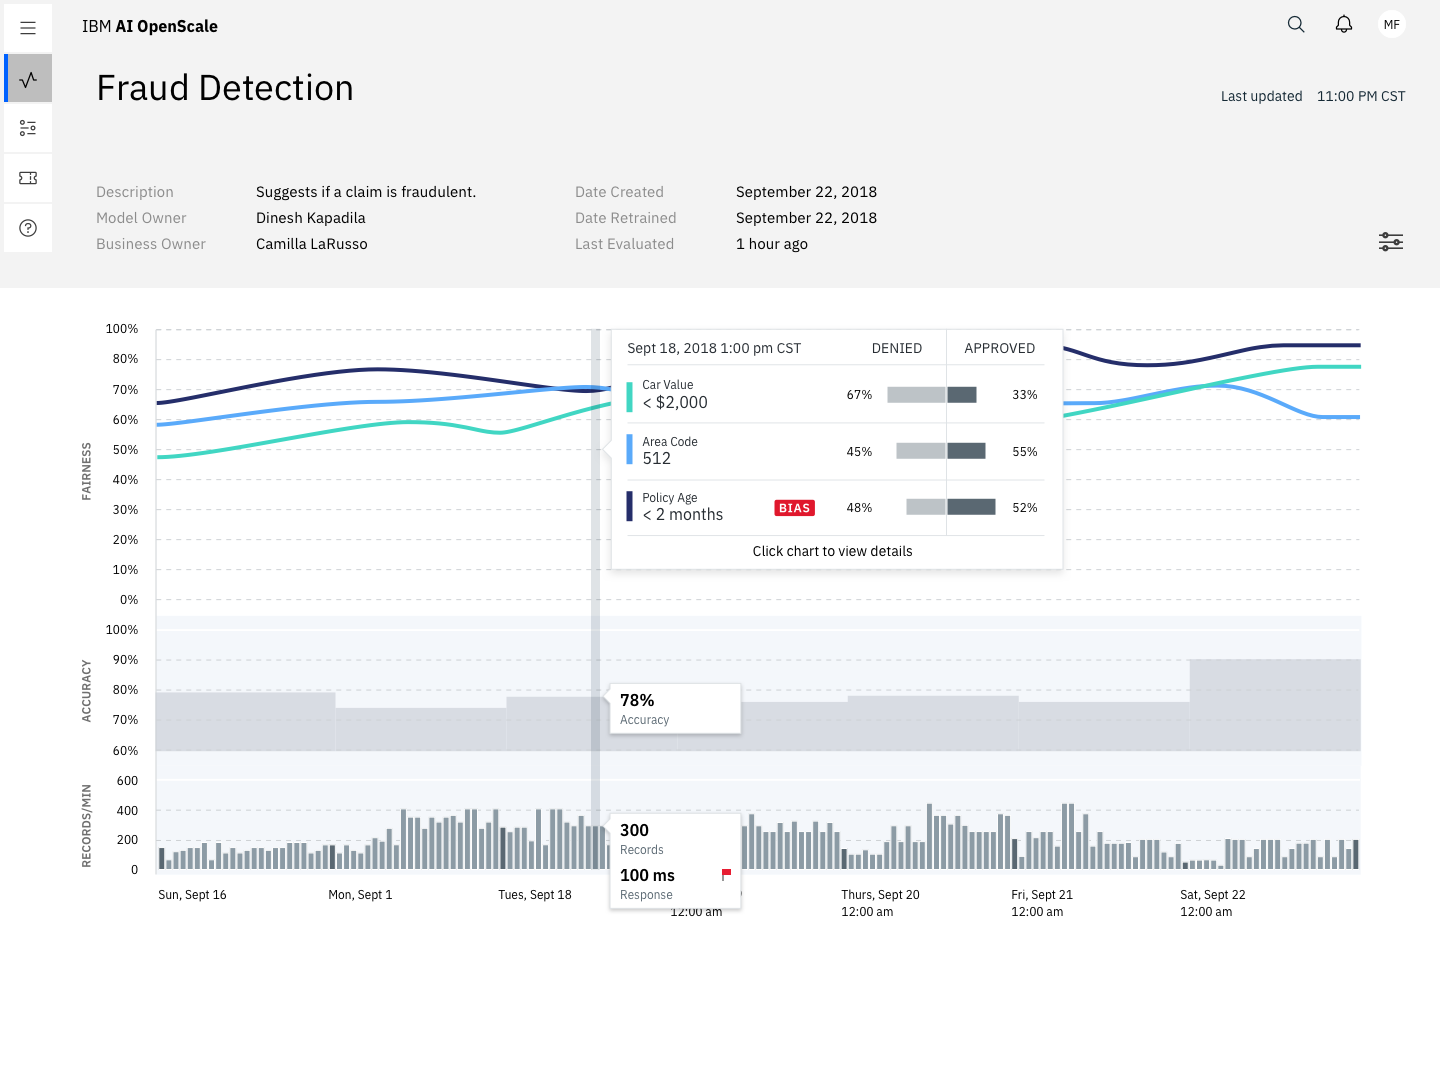 IBM AI OpenScale
MF
Fraud Detection
Last updated 11:00 PM CST
Description Suggests if a claim is fraudulent. Date Created September 22, 2018
Model Owner Dinesh Kapadila Date Retrained September 22, 2018
Business Owner Camilla LaRusso Last Evaluated 1 hour ago
FAIRNESS
100%
80%
70%
60%
50%
40%
30%
20%
10%
0%
Sept 18, 2018 1:00 pm CST DENIED APPROVED
Car Value
< $2,000
67% 33%
Area Code
512
45% 55%
Policy Age
< 2 months
BIAS 48% 52%
Click chart to view details
ACCURACY
100%
90%
80%
70%
60%
78%
Accuracy
RECORDS/MIN
600
400
200
0
300
Records
100 ms
Response
Sun, Sept 16 Mon, Sept 1 Tues, Sept 18 Thurs, Sept 20 Fri, Sept 21 Sat, Sept 22
12:00 am 12:00 am 12:00 am 12:00 am